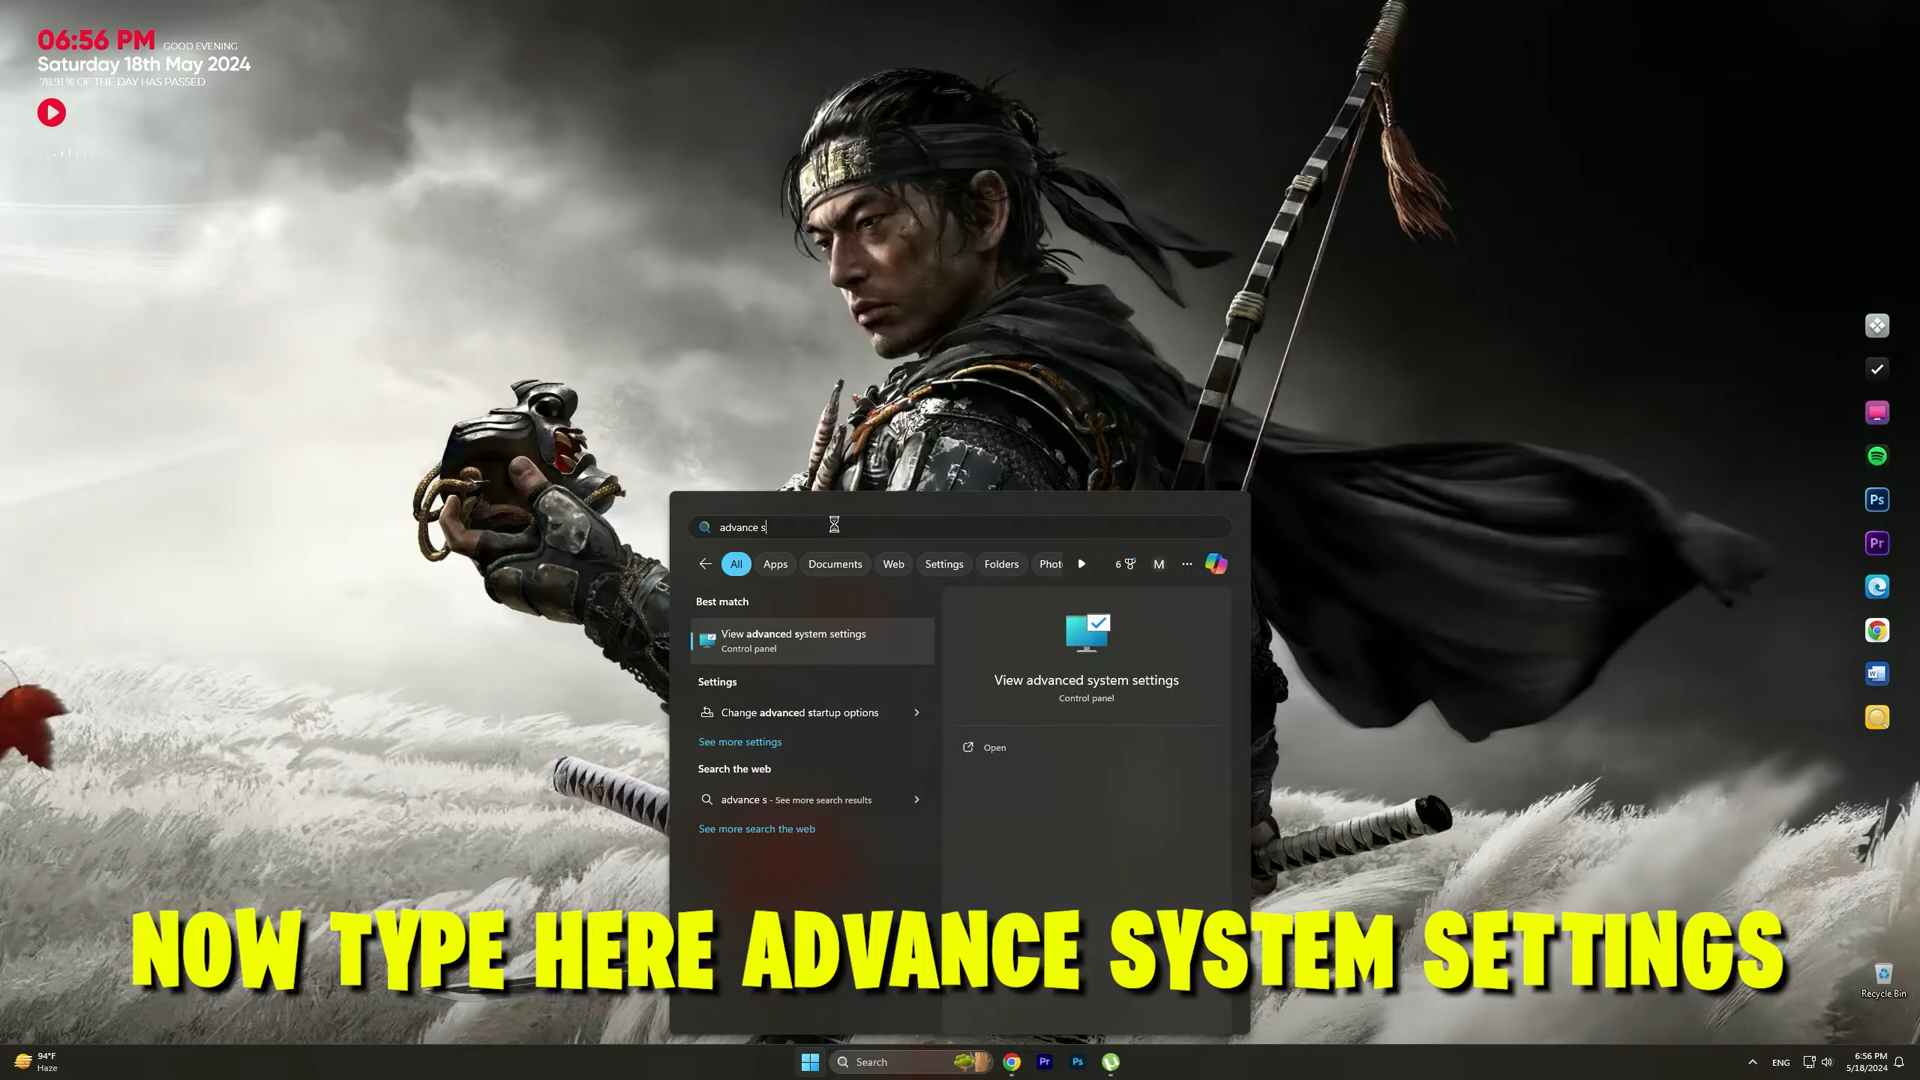 06:56 PM GOOD EVENING
Saturday 18th May 2024
78.91 % OF THE DAY HAS PASSED
advance s
All Apps Documents Web Settings Folders Phot 6 M ...
Best match
View advanced system settings
Control panel
Settings
Change advanced startup options
See more settings
Search the web
advance s - See more search results
See more search the web
View advanced system settings
Control panel
Open
Ps
Pr
W
NOW TYPE HERE ADVANCE SYSTEM SETTINGS
Recycle Bin
94°F
Haze
Search
Pr
Ps
ENG
6:56 PM
5/18/2024